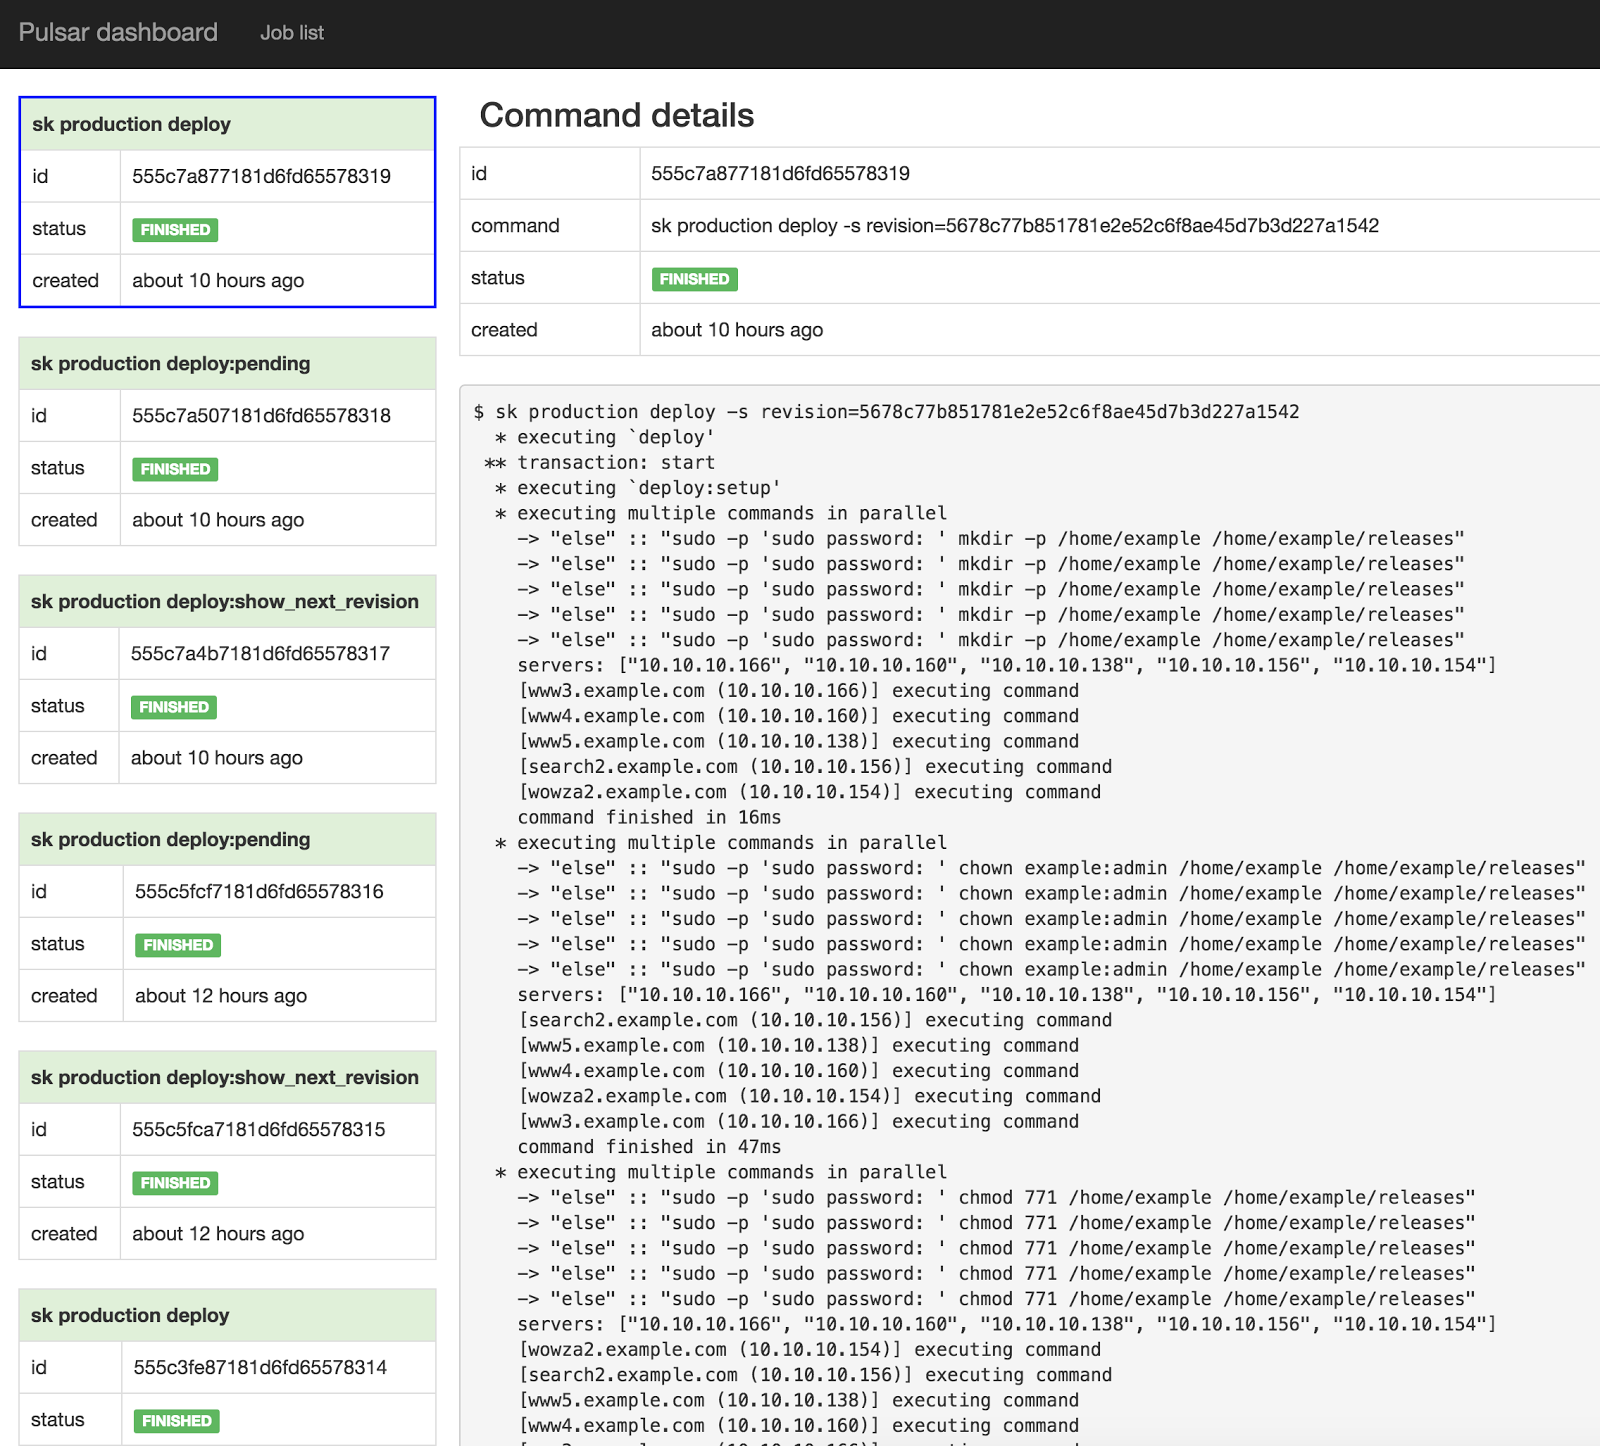 Pulsar dashboard Job list
sk production deploy
id 555c7a877181d6fd65578319
status FINISHED
created about 10 hours ago
sk production deploy:pending
id 555c7a507181d6fd65578318
status FINISHED
created about 10 hours ago
sk production deploy:show_next_revision
id 555c7a4b7181d6fd65578317
status FINISHED
created about 10 hours ago
sk production deploy:pending
id 555c5fcf7181d6fd65578316
status FINISHED
created about 12 hours ago
sk production deploy:show_next_revision
id 555c5fca7181d6fd65578315
status FINISHED
created about 12 hours ago
sk production deploy
id 555c3fe87181d6fd65578314
status FINISHED
Command details
id 555c7a877181d6fd65578319
command sk production deploy -s revision=5678c77b851781e2e52c6f8ae45d7b3d227a1542
status FINISHED
created about 10 hours ago
$ sk production deploy -s revision=5678c77b851781e2e52c6f8ae45d7b3d227a1542
* executing `deploy'
** transaction: start
* executing `deploy:setup'
* executing multiple commands in parallel
-> "else" :: "sudo -p 'sudo password: ' mkdir -p /home/example /home/example/releases"
-> "else" :: "sudo -p 'sudo password: ' mkdir -p /home/example /home/example/releases"
-> "else" :: "sudo -p 'sudo password: ' mkdir -p /home/example /home/example/releases"
-> "else" :: "sudo -p 'sudo password: ' mkdir -p /home/example /home/example/releases"
-> "else" :: "sudo -p 'sudo password: ' mkdir -p /home/example /home/example/releases"
servers: ["10.10.10.166", "10.10.10.160", "10.10.10.138", "10.10.10.156", "10.10.10.154"]
[www3.example.com (10.10.10.166)] executing command
[www4.example.com (10.10.10.160)] executing command
[www5.example.com (10.10.10.138)] executing command
[search2.example.com (10.10.10.156)] executing command
[wowza2.example.com (10.10.10.154)] executing command
command finished in 16ms
* executing multiple commands in parallel
-> "else" :: "sudo -p 'sudo password: ' chown example:admin /home/example /home/example/releases"
-> "else" :: "sudo -p 'sudo password: ' chown example:admin /home/example /home/example/releases"
-> "else" :: "sudo -p 'sudo password: ' chown example:admin /home/example /home/example/releases"
-> "else" :: "sudo -p 'sudo password: ' chown example:admin /home/example /home/example/releases"
-> "else" :: "sudo -p 'sudo password: ' chown example:admin /home/example /home/example/releases"
servers: ["10.10.10.166", "10.10.10.160", "10.10.10.138", "10.10.10.156", "10.10.10.154"]
[search2.example.com (10.10.10.156)] executing command
[www5.example.com (10.10.10.138)] executing command
[www4.example.com (10.10.10.160)] executing command
[wowza2.example.com (10.10.10.154)] executing command
[www3.example.com (10.10.10.166)] executing command
command finished in 47ms
* executing multiple commands in parallel
-> "else" :: "sudo -p 'sudo password: ' chmod 771 /home/example /home/example/releases"
-> "else" :: "sudo -p 'sudo password: ' chmod 771 /home/example /home/example/releases"
-> "else" :: "sudo -p 'sudo password: ' chmod 771 /home/example /home/example/releases"
-> "else" :: "sudo -p 'sudo password: ' chmod 771 /home/example /home/example/releases"
-> "else" :: "sudo -p 'sudo password: ' chmod 771 /home/example /home/example/releases"
servers: ["10.10.10.166", "10.10.10.160", "10.10.10.138", "10.10.10.156", "10.10.10.154"]
[wowza2.example.com (10.10.10.154)] executing command
[search2.example.com (10.10.10.156)] executing command
[www5.example.com (10.10.10.138)] executing command
[www4.example.com (10.10.10.160)] executing command